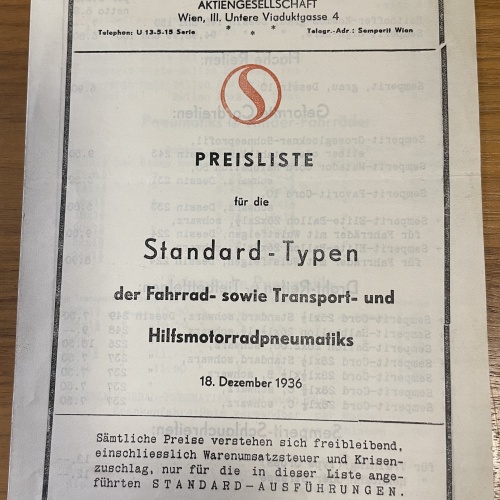 AKTIENGESELLSCHAFT
Wien, III. Untere Viaduktgasse 4
Telephon: U 13-5-15 Serie
* * *
Telegr.-Adr.: Semperit Wien
PREISLISTE
für die
Standard-Typen
der Fahrrad- sowie Transport- und
Hilfsmotorradpneumatiks
18. Dezember 1936
Sämtliche Preise verstehen sich freibleibend,
einschliesslich Warenumsatzsteuer und Krisen-
zuschlag, nur für die in dieser Liste ange-
führten STANDARD-AUSFÜHRUNGEN.